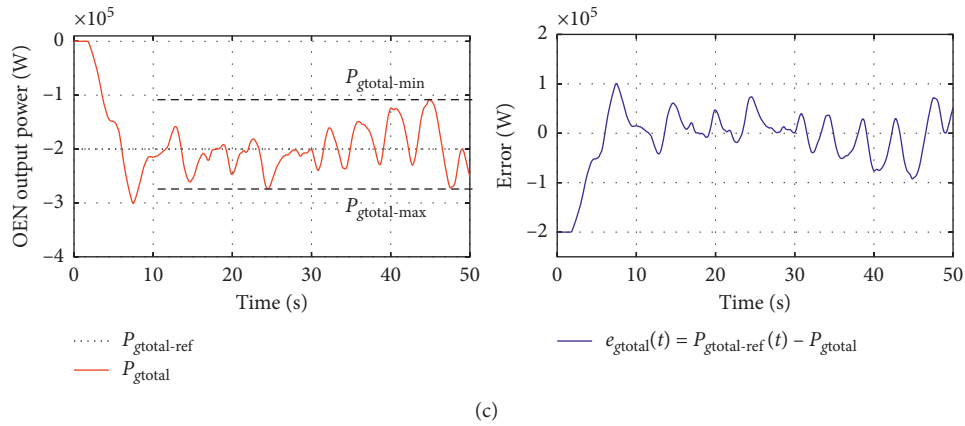 ×10⁵
0
−1
−2
−3
−4
OEN output power (W)
P_gtotal-min
P_gtotal-max
0 10 20 30 40 50
Time (s)
P_gtotal-ref
P_gtotal
×10⁵
2
1
0
−1
−2
Error (W)
0 10 20 30 40 50
Time (s)
e_gtotal(t) = P_gtotal-ref(t) − P_gtotal
(c)